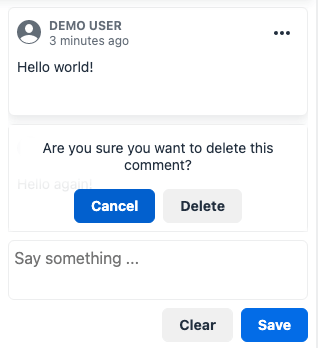 DEMO USER
3 minutes ago
Hello world!
Are you sure you want to delete this
comment?
Hello again!
Cancel
Delete
Say something ...
Clear
Save